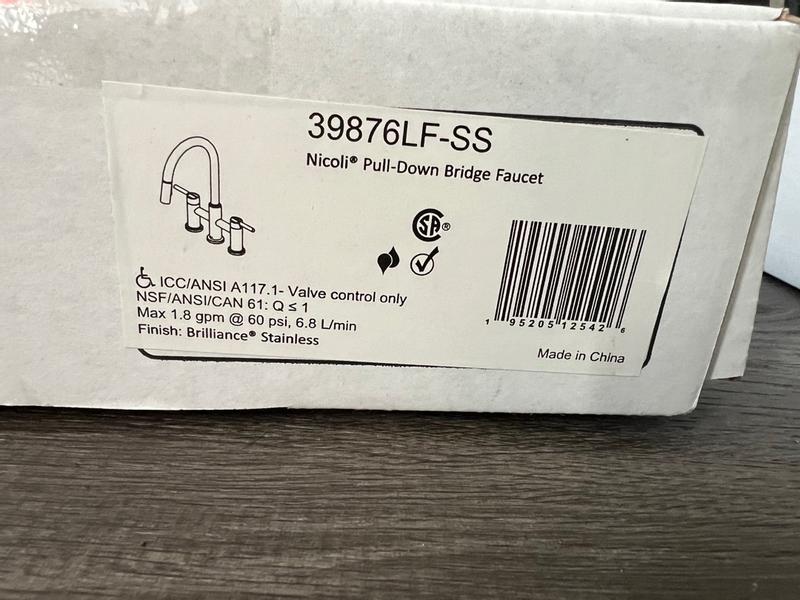 39876LF-SS
Nicoli® Pull-Down Bridge Faucet
SA®
ICC/ANSI A117.1- Valve control only
NSF/ANSI/CAN 61: Q ≤ 1
Max 1.8 gpm @ 60 psi, 6.8 L/min
Finish: Brilliance® Stainless
1 95205 12542 6
Made in China